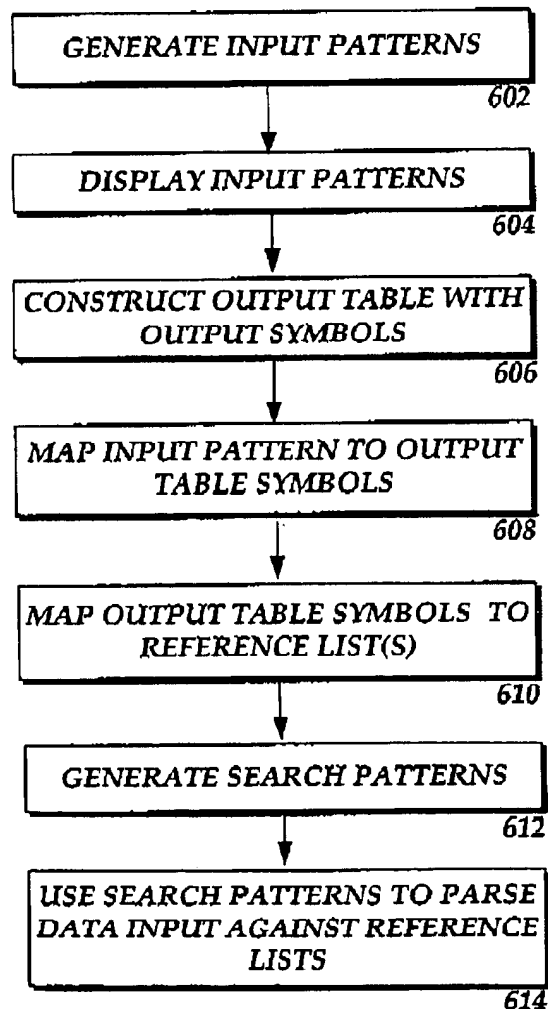 GENERATE INPUT PATTERNS
602
DISPLAY INPUT PATTERNS
604
CONSTRUCT OUTPUT TABLE WITH
OUTPUT SYMBOLS
606
MAP INPUT PATTERN TO OUTPUT
TABLE SYMBOLS
608
MAP OUTPUT TABLE SYMBOLS TO
REFERENCE LIST(S)
610
GENERATE SEARCH PATTERNS
612
USE SEARCH PATTERNS TO PARSE
DATA INPUT AGAINST REFERENCE
LISTS
614